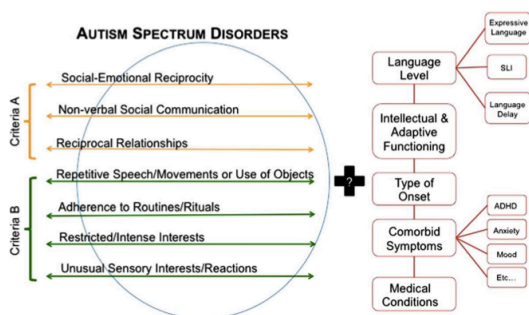 AUTISM SPECTRUM DISORDERS
Criteria A
Social-Emotional Reciprocity
Non-verbal Social Communication
Reciprocal Relationships
Criteria B
Repetitive Speech/Movements or Use of Objects
Adherence to Routines/Rituals
Restricted/Intense Interests
Unusual Sensory Interests/Reactions
?
Language
Level
Expressive
Language
SLI
Language
Delay
Intellectual &
Adaptive
Functioning
Type of
Onset
Comorbid
Symptoms
ADHD
Anxiety
Mood
Etc...
Medical
Conditions